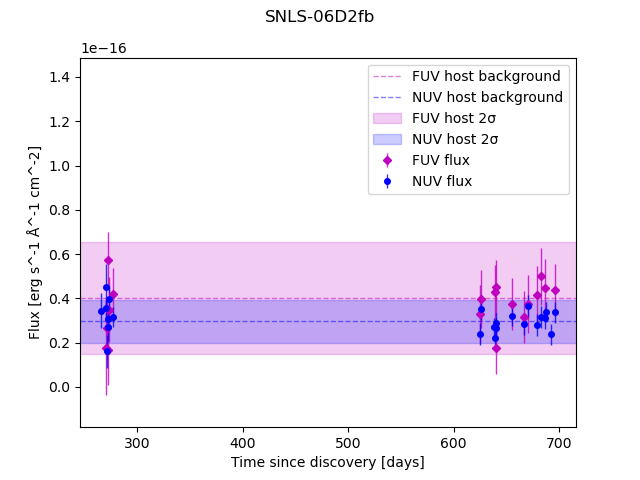 SNLS-06D2fb
1e−16
FUV host background
NUV host background
FUV host 2σ
NUV host 2σ
FUV flux
NUV flux
1.4
1.2
1.0
0.8
0.6
0.4
0.2
0.0
Flux [erg s^-1 Å^-1 cm^-2]
300 400 500 600 700
Time since discovery [days]